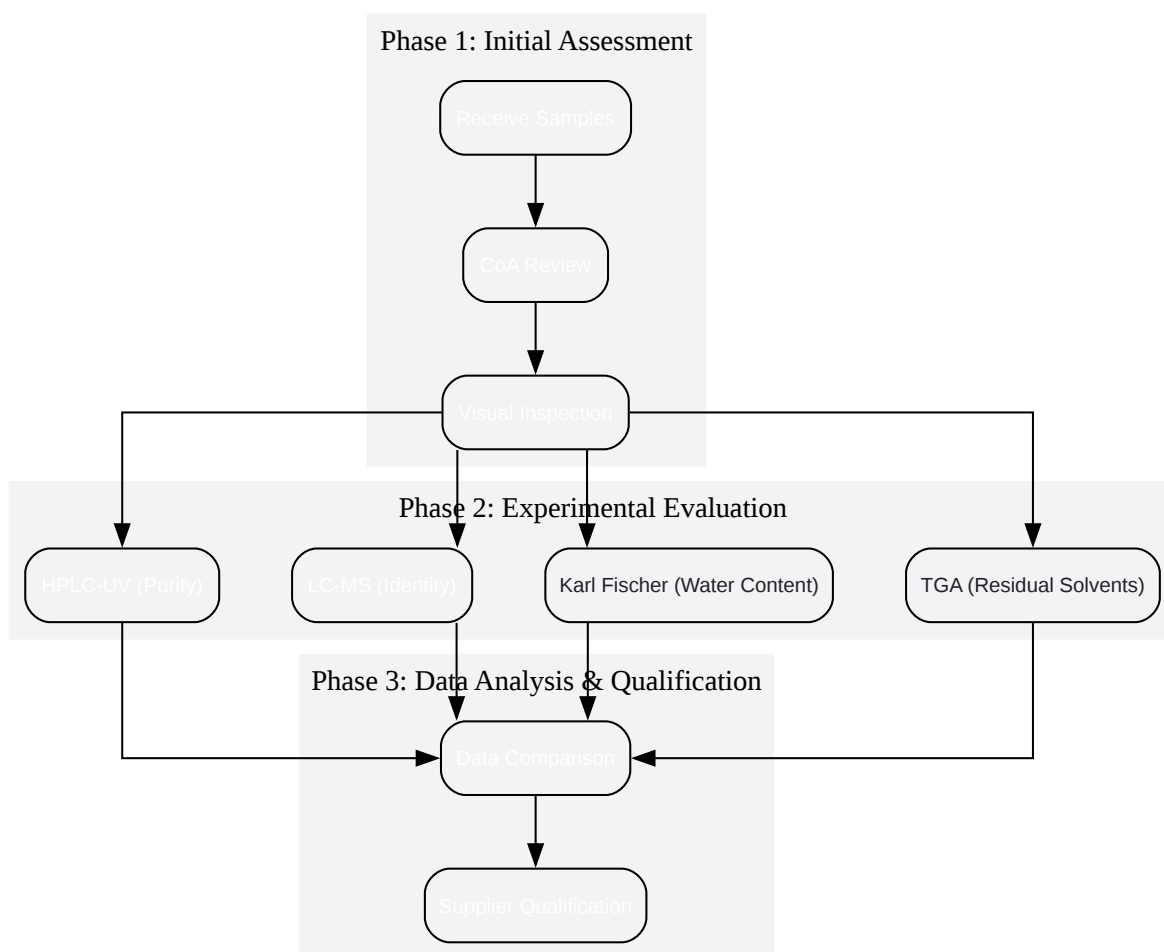 Phase 1: Initial Assessment
Receive Samples
CoA Review
Visual Inspection
Phase 2: Experimental Evaluation
HPLC-UV (Purity)
LC-MS (Identity)
Karl Fischer (Water Content)
TGA (Residual Solvents)
Phase 3: Data Analysis & Qualification
Data Comparison
Supplier Qualification